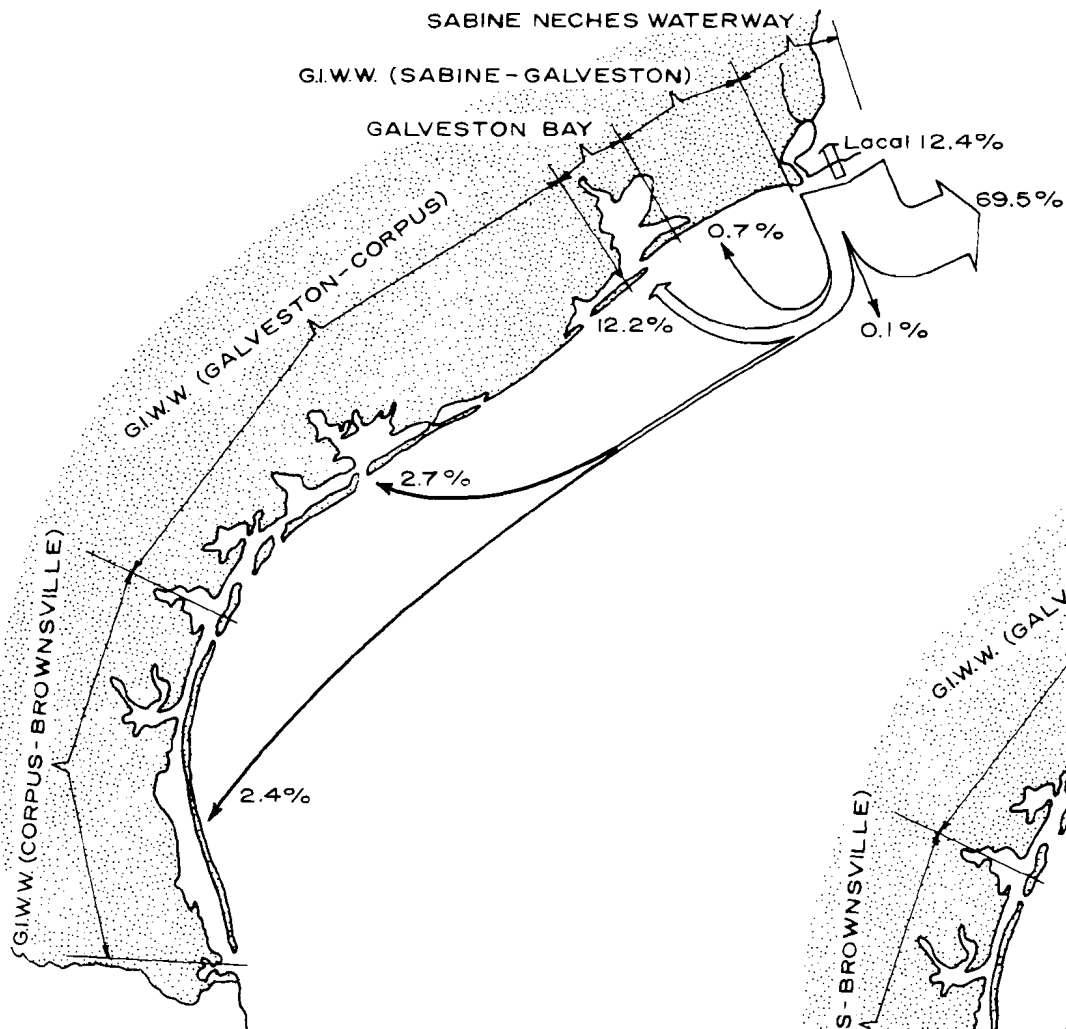 SABINE NECHES WATERWAY
G.I.W.W. (SABINE-GALVESTON)
GALVESTON BAY
Lacal 12.4%
69.5%
0.7%
G.I.W.W. (GALVESTON-CORPUS)
12.2%
0.1%
2.7%
G.I.W.W. (CORPUS-BROWNSVILLE)
2.4%
G.I.W.W. (GALV
S-BROWNSVILLE)